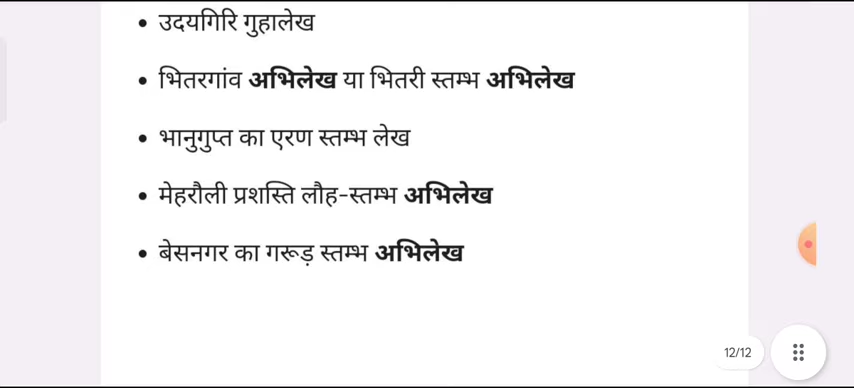 • उदयगिरि गुहालेख
• भितरगांव अभिलेख या भितरी स्तम्भ अभिलेख
• भानुगुप्त का एरण स्तम्भ लेख
• मेहरौली प्रशस्ति लौह-स्तम्भ अभिलेख
• बेसनगर का गरूड़ स्तम्भ अभिलेख
12/12